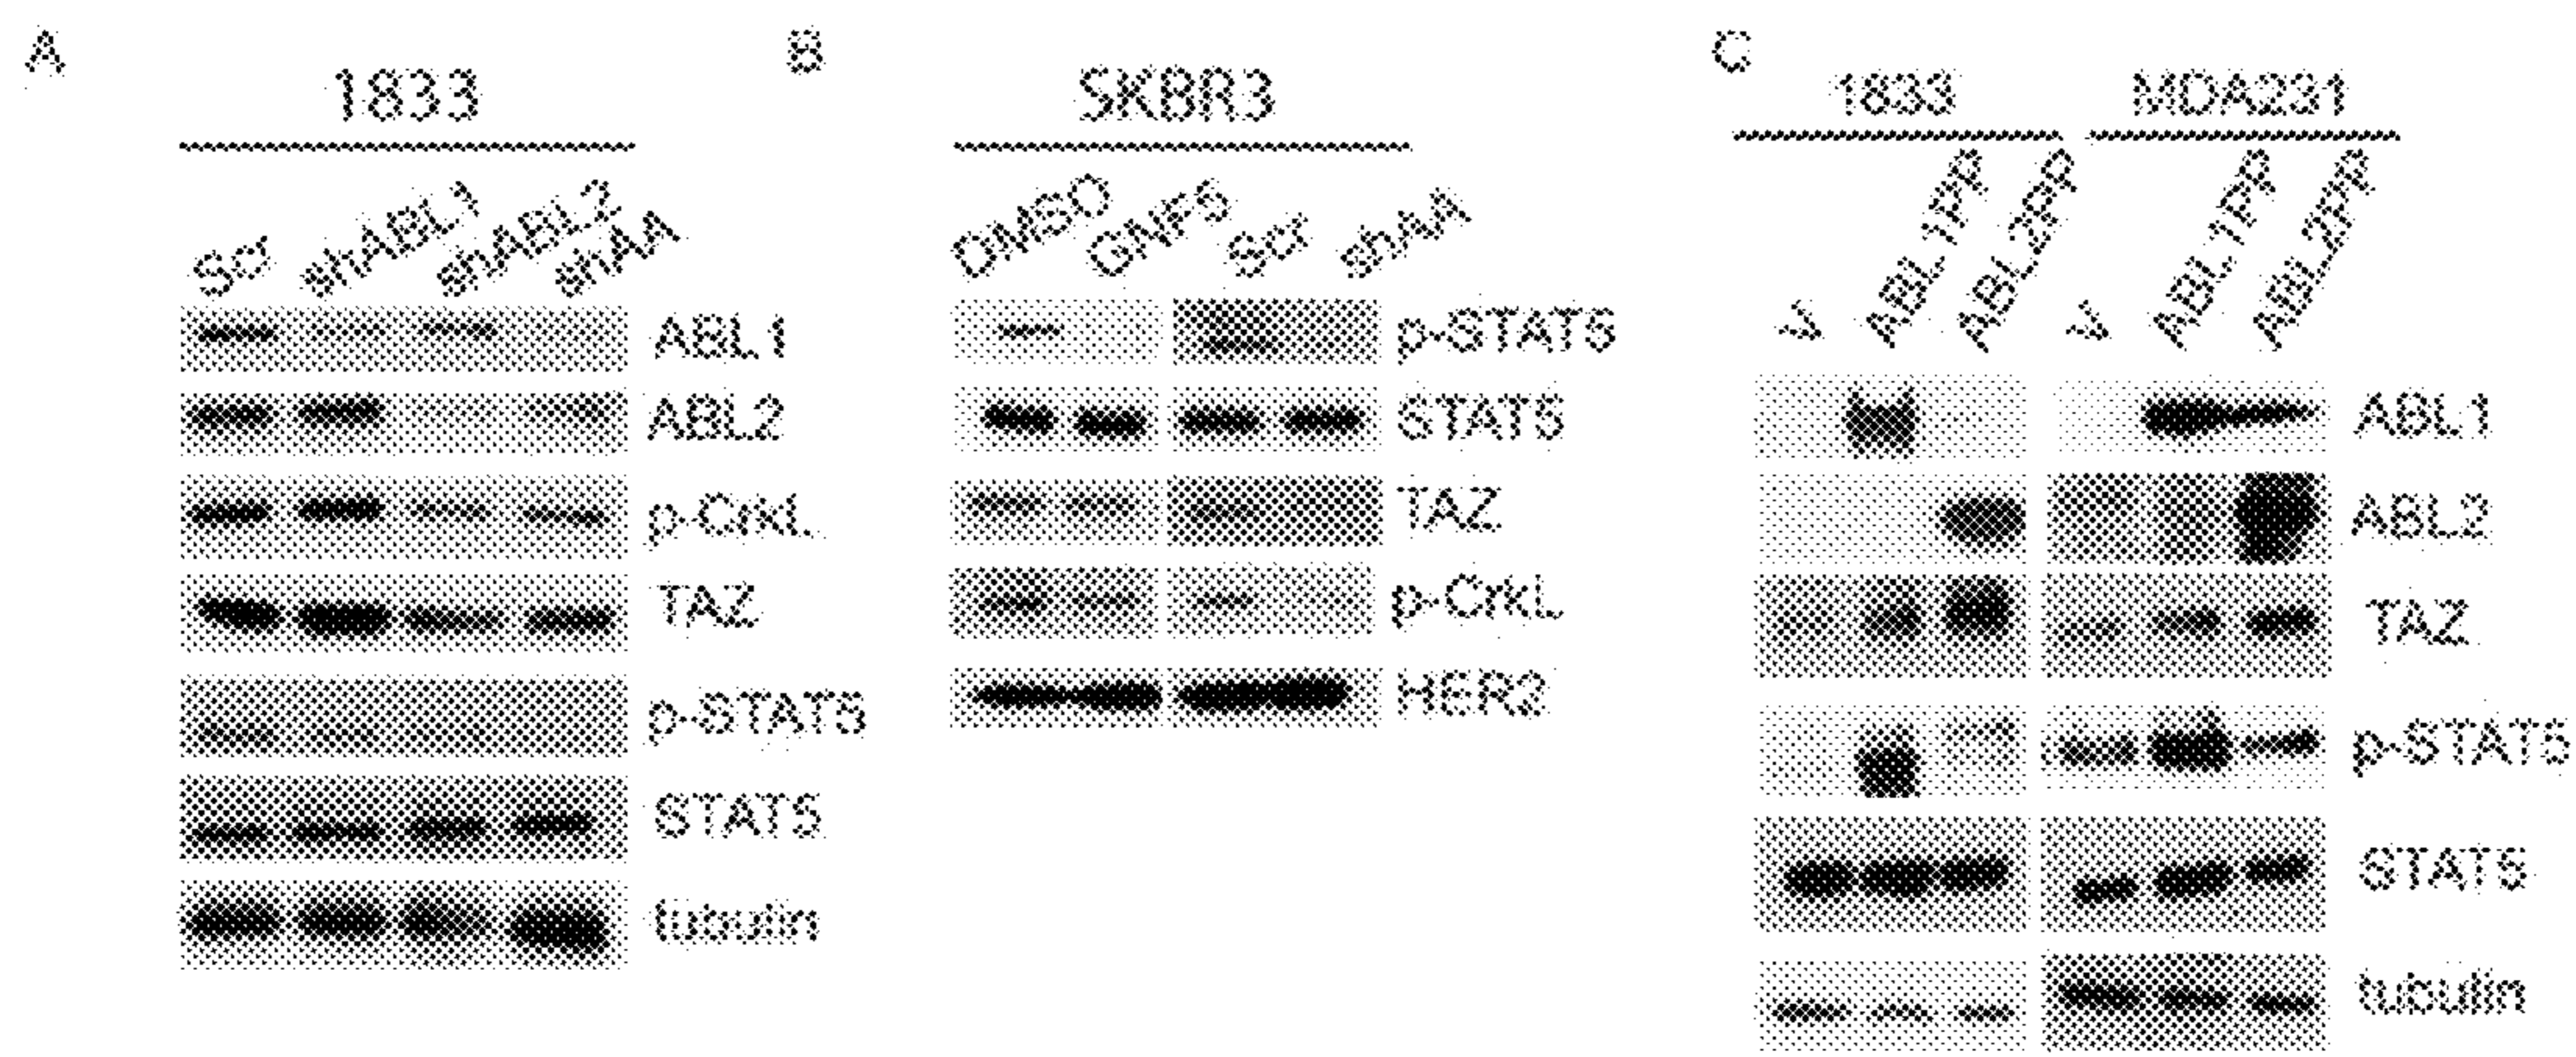 A
1833
Scr shABL1 shABL2 shAA
ABL1
ABL2
p-CrkL
TAZ
p-STAT5
STAT5
tubulin
B
SKBR3
DMSO GNF5 Scr shAA
p-STAT5
STAT5
TAZ
p-CrkL
HER2
C
1833 MDA231
V ABL1PP ABL2PP V ABL1PP ABL2PP
ABL1
ABL2
TAZ
p-STAT5
STAT5
tubulin